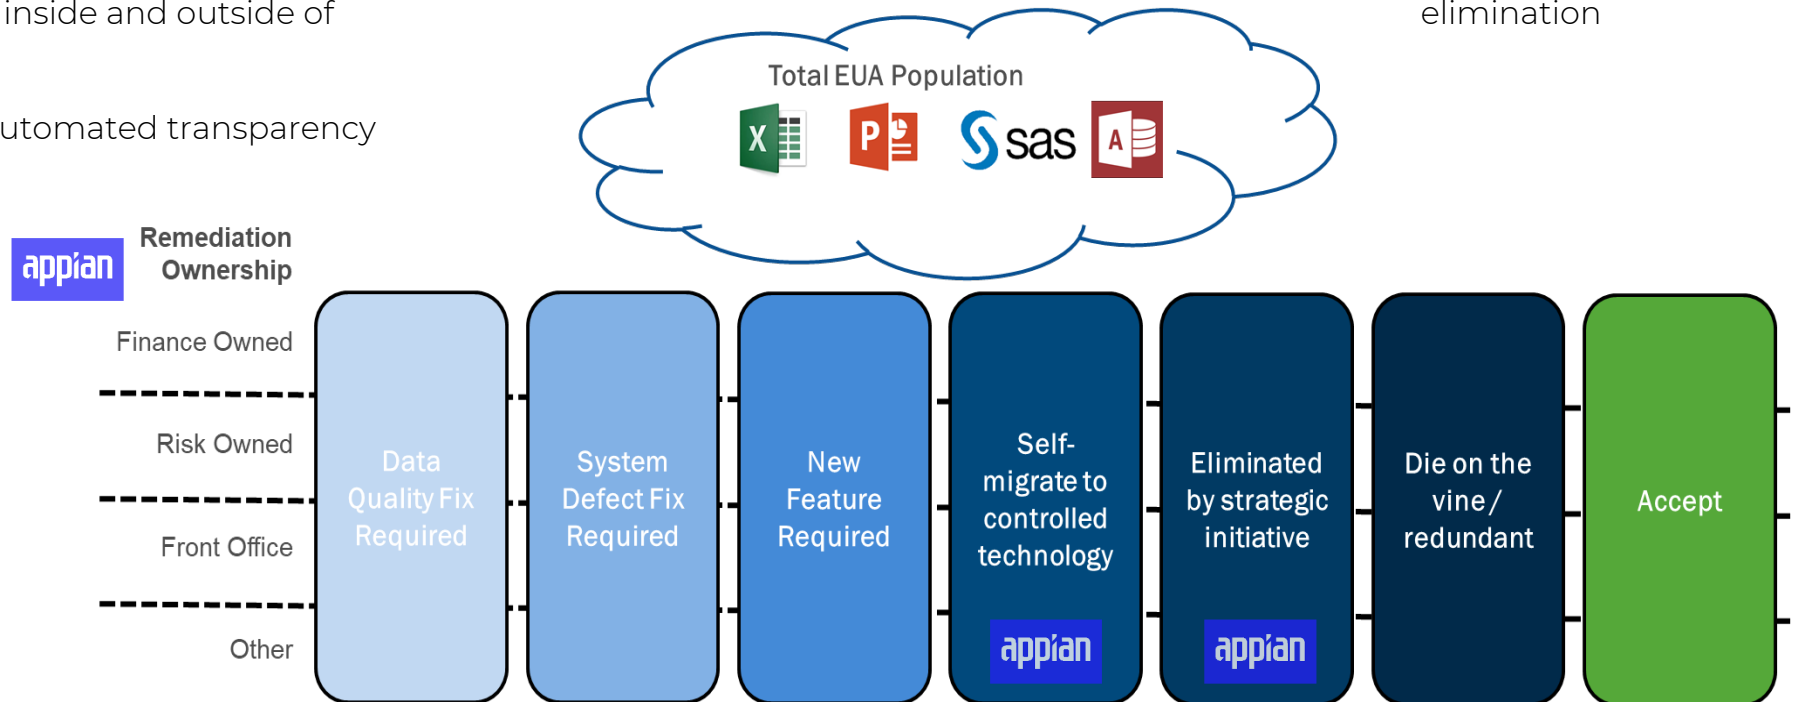 inside and outside of
elimination
Total EUA Population
X
P
sas
A
utomated transparency
appian
Remediation
Ownership
Finance Owned
Risk Owned
Front Office
Other
Data
Quality Fix
Required
System
Defect Fix
Required
New
Feature
Required
Self-
migrate to
controlled
technology
appian
Eliminated
by strategic
initiative
appian
Die on the
vine /
redundant
Accept